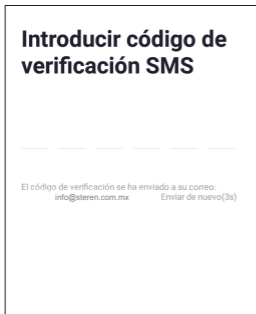 Introducir código de
verificación SMS
El código de verificación se ha enviado a su correo:
info@steren.com.mx Enviar de nuevo(3s)